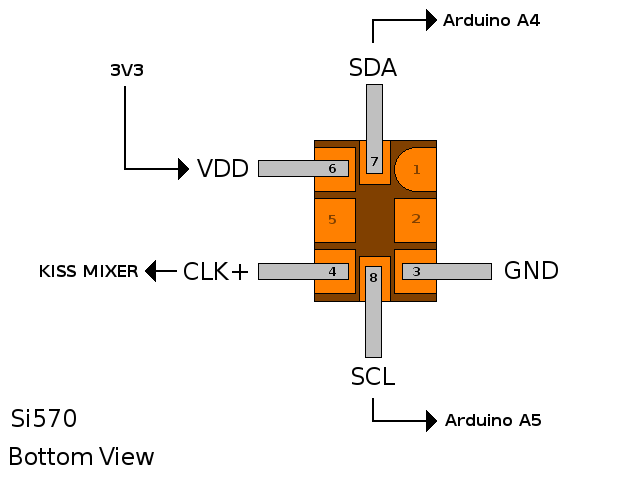 Arduino A4
SDA
3V3
VDD
6
7
1
5
2
KISS MIXER
CLK+
4
8
3
GND
SCL
Si570
Arduino A5
Bottom View